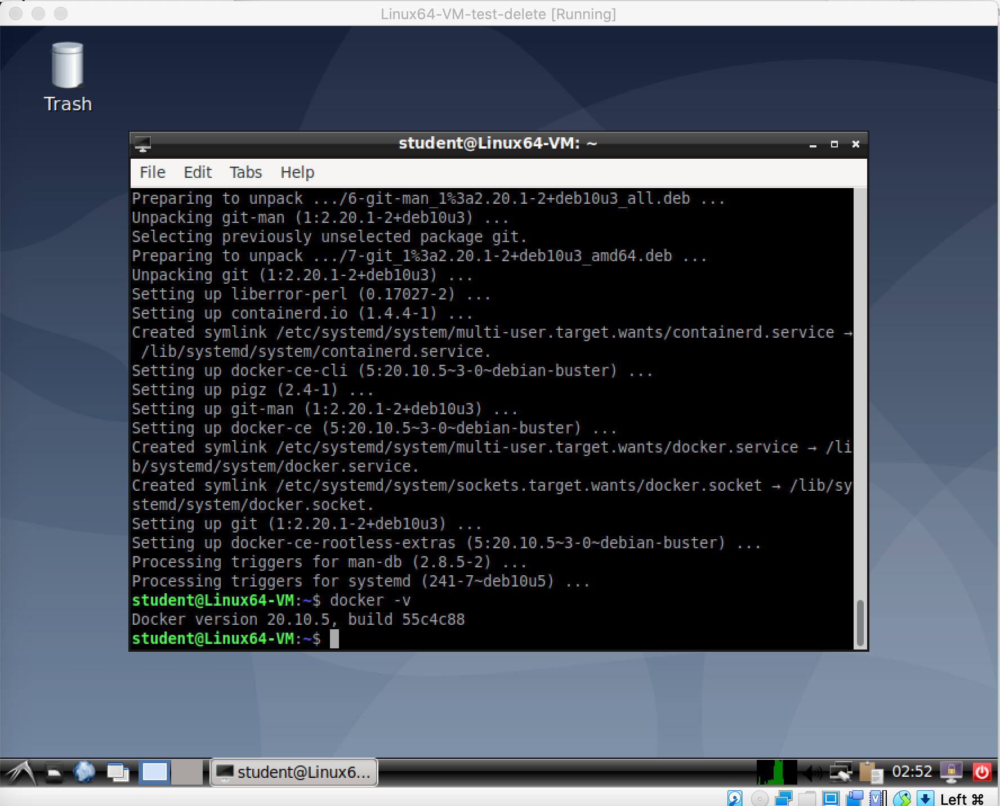 Linux64-VM-test-delete [Running]
Trash
student@Linux64-VM: ~
File Edit Tabs Help
Preparing to unpack .../6-git-man_1%3a2.20.1-2+deb10u3_all.deb ...
Unpacking git-man (1:2.20.1-2+deb10u3) ...
Selecting previously unselected package git.
Preparing to unpack .../7-git_1%3a2.20.1-2+deb10u3_amd64.deb ...
Unpacking git (1:2.20.1-2+deb10u3) ...
Setting up liberror-perl (0.17027-2) ...
Setting up containerd.io (1.4.4-1) ...
Created symlink /etc/systemd/system/multi-user.target.wants/containerd.service →
 /lib/systemd/system/containerd.service.
Setting up docker-ce-cli (5:20.10.5~3-0~debian-buster) ...
Setting up pigz (2.4-1) ...
Setting up git-man (1:2.20.1-2+deb10u3) ...
Setting up docker-ce (5:20.10.5~3-0~debian-buster) ...
Created symlink /etc/systemd/system/multi-user.target.wants/docker.service → /li
b/systemd/system/docker.service.
Created symlink /etc/systemd/system/sockets.target.wants/docker.socket → /lib/sy
stemd/system/docker.socket.
Setting up git (1:2.20.1-2+deb10u3) ...
Setting up docker-ce-rootless-extras (5:20.10.5~3-0~debian-buster) ...
Processing triggers for man-db (2.8.5-2) ...
Processing triggers for systemd (241-7~deb10u5) ...
student@Linux64-VM:~$ docker -v
Docker version 20.10.5, build 55c4c88
student@Linux64-VM:~$
student@Linux6... 02:52
Left ⌘